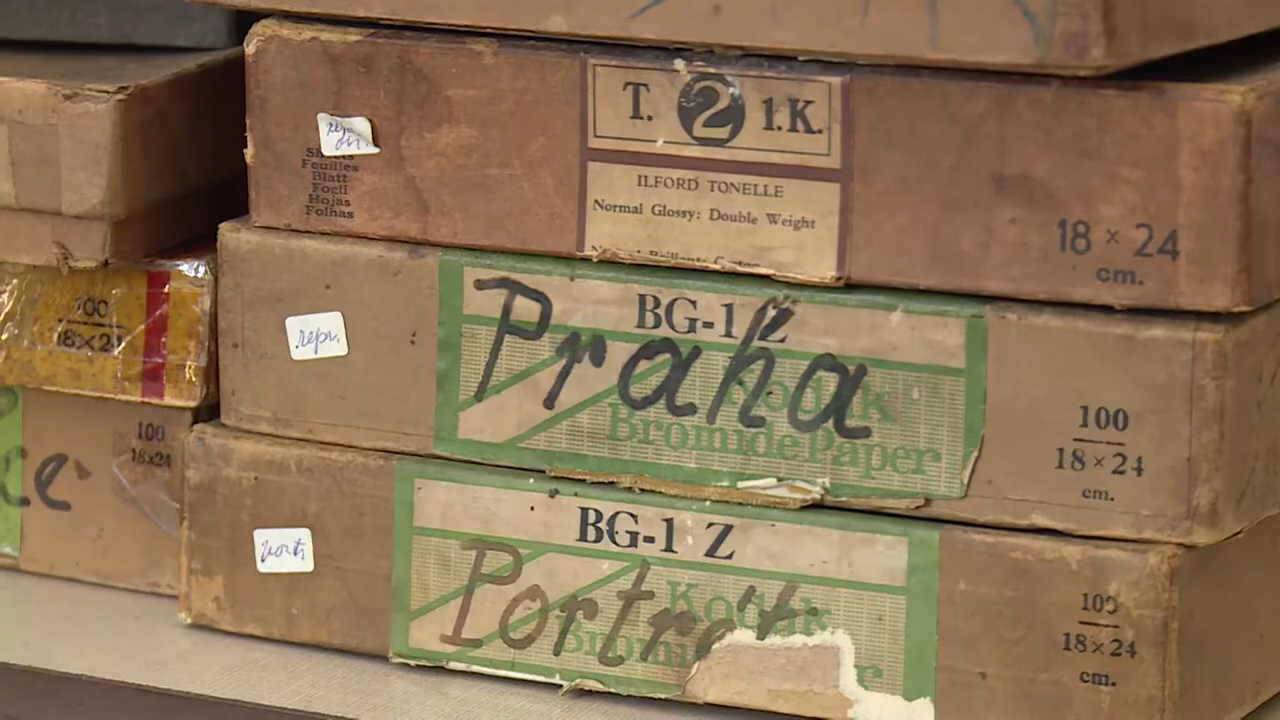 T. 2 1.K.
Sheets
Feuilles
Blatt
Fogli
Hojas
Folhas
ILFORD TONELLE
Normal Glossy: Double Weight
18 × 24
cm.
100
18×24
repr.
BG-1 Z
Praha
Kodak
Bromide Paper
100
18×24
cm.
ce
100
18x24
BG-1 Z
Portrét
Kodak
100
18×24
cm.